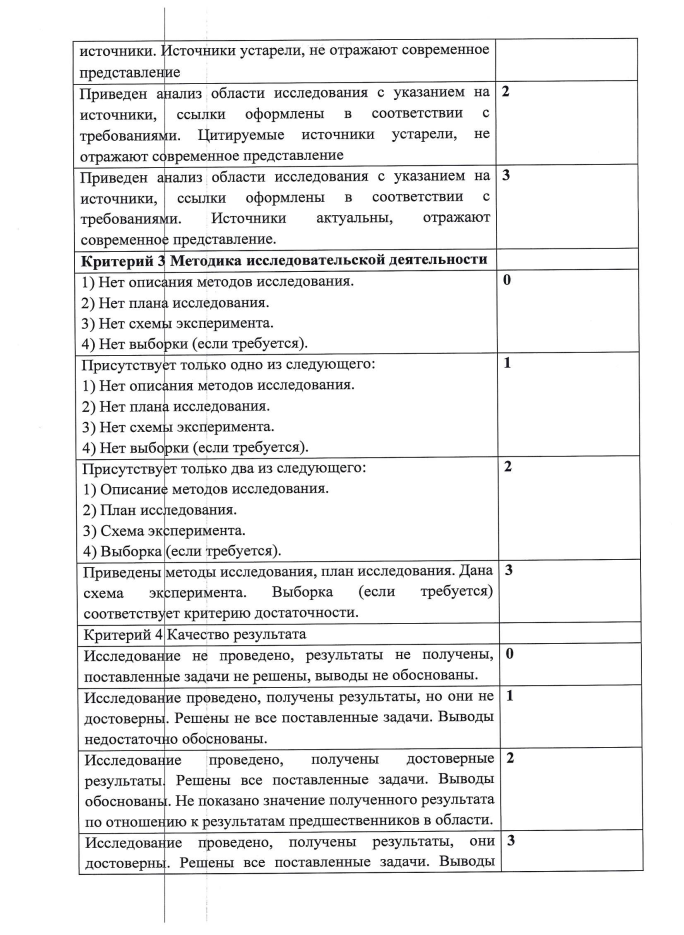 источники. Источники устарели, не отражают современное
представление
Приведен анализ области исследования с указанием на 2
источники, ссылки оформлены в соответствии с
требованиями. Цитируемые источники устарели, не
отражают современное представление
Приведен анализ области исследования с указанием на 3
источники, ссылки оформлены в соответствии с
требованиями. Источники актуальны, отражают
современное представление.
Критерий 3 Методика исследовательской деятельности
1) Нет описания методов исследования. 0
2) Нет плана исследования.
3) Нет схемы эксперимента.
4) Нет выборки (если требуется).
Присутствует только одно из следующего: 1
1) Нет описания методов исследования.
2) Нет плана исследования.
3) Нет схемы эксперимента.
4) Нет выборки (если требуется).
Присутствует только два из следующего: 2
1) Описание методов исследования.
2) План исследования.
3) Схема эксперимента.
4) Выборка (если требуется).
Приведены методы исследования, план исследования. Дана 3
схема эксперимента. Выборка (если требуется)
соответствует критерию достаточности.
Критерий 4 Качество результата
Исследование не проведено, результаты не получены, 0
поставленные задачи не решены, выводы не обоснованы.
Исследование проведено, получены результаты, но они не 1
достоверны. Решены не все поставленные задачи. Выводы
недостаточно обоснованы.
Исследование проведено, получены достоверные 2
результаты. Решены все поставленные задачи. Выводы
обоснованы. Не показано значение полученного результата
по отношению к результатам предшественников в области.
Исследование проведено, получены результаты, они 3
достоверны. Решены все поставленные задачи. Выводы